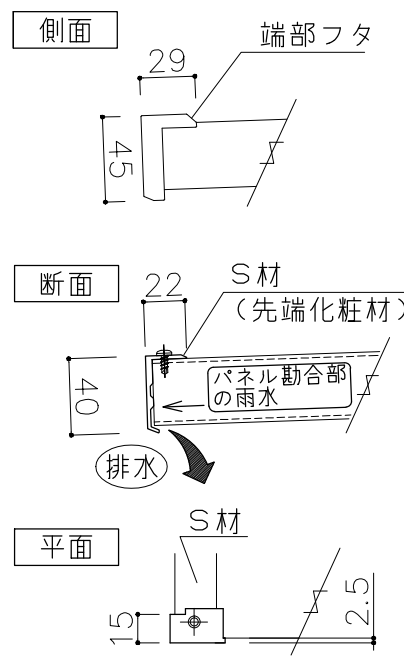 側面
端部フタ
29
45
断面
22
S材
(先端化粧材)
40
パネル勘合部
の雨水
排水
平面
S材
15
2.5